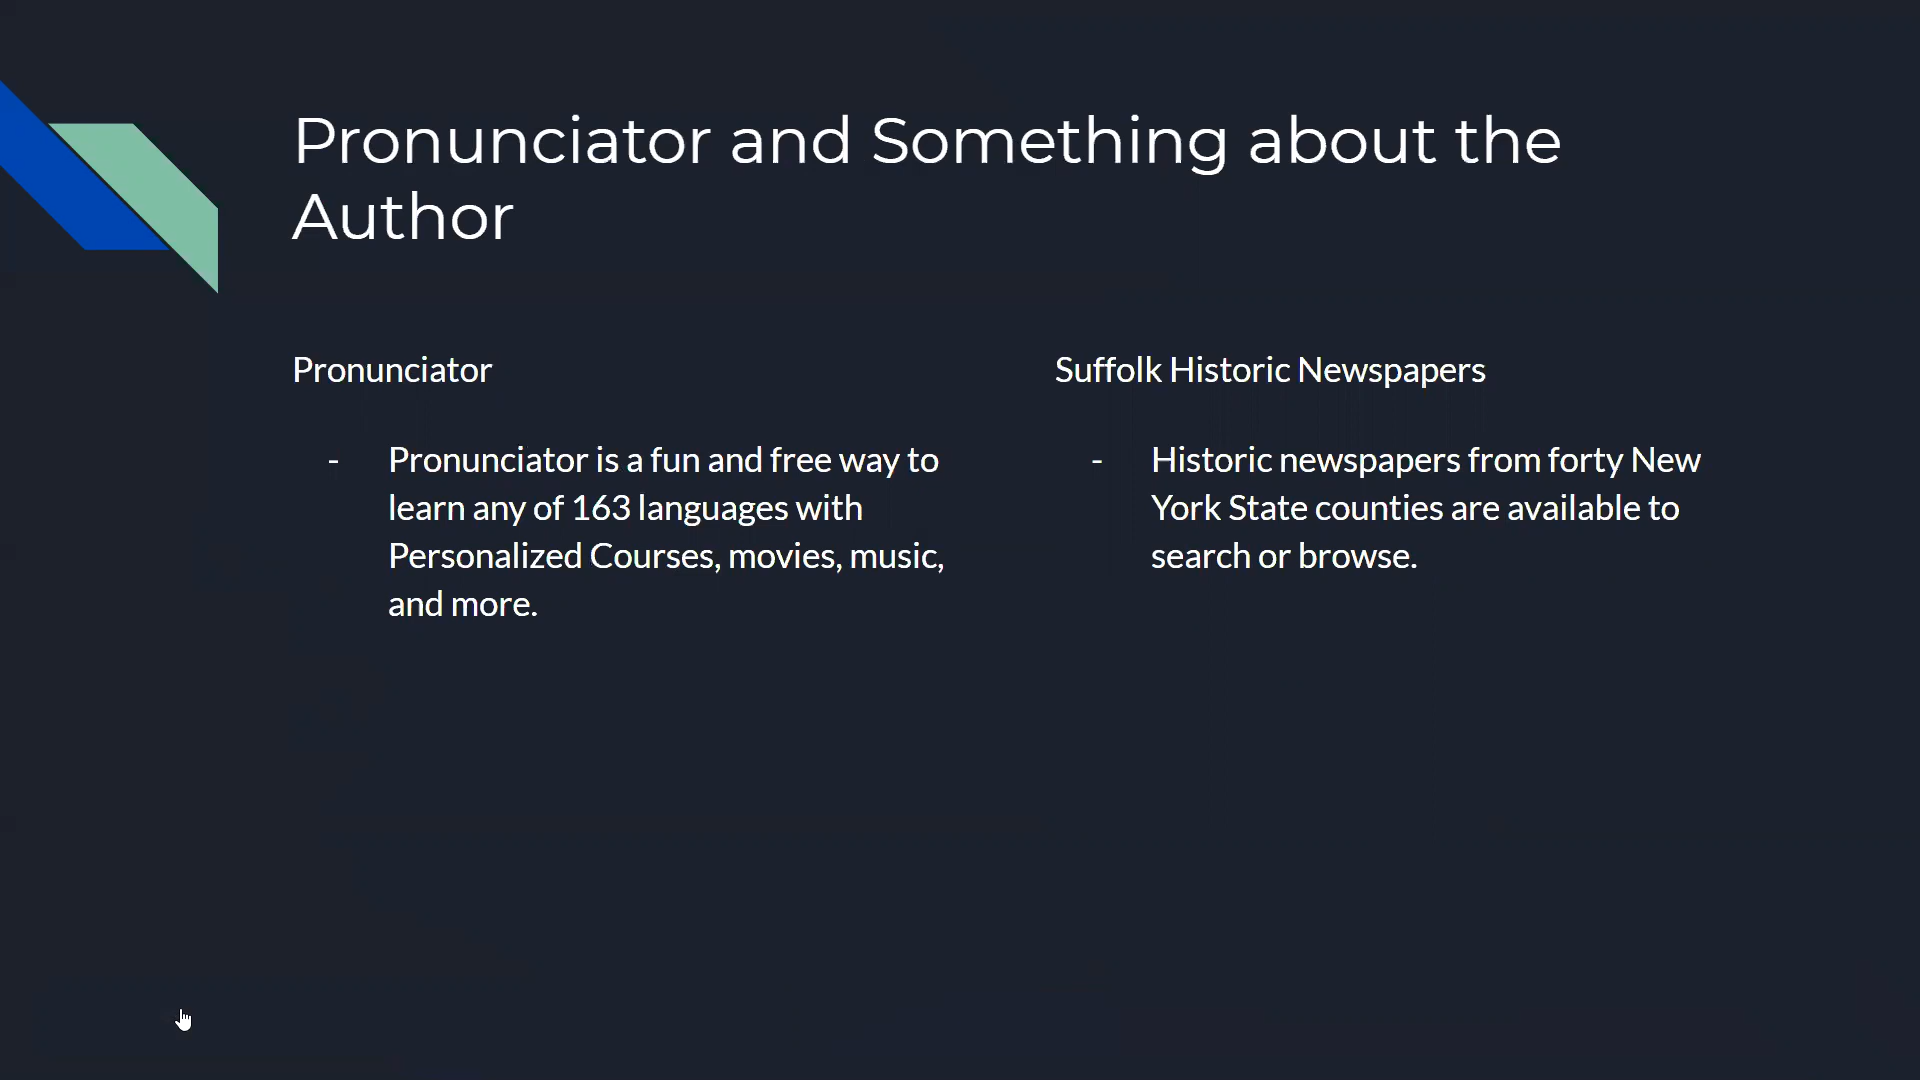 Pronunciator and Something about the
Author
Pronunciator
- Pronunciator is a fun and free way to
learn any of 163 languages with
Personalized Courses, movies, music,
and more.
Suffolk Historic Newspapers
- Historic newspapers from forty New
York State counties are available to
search or browse.